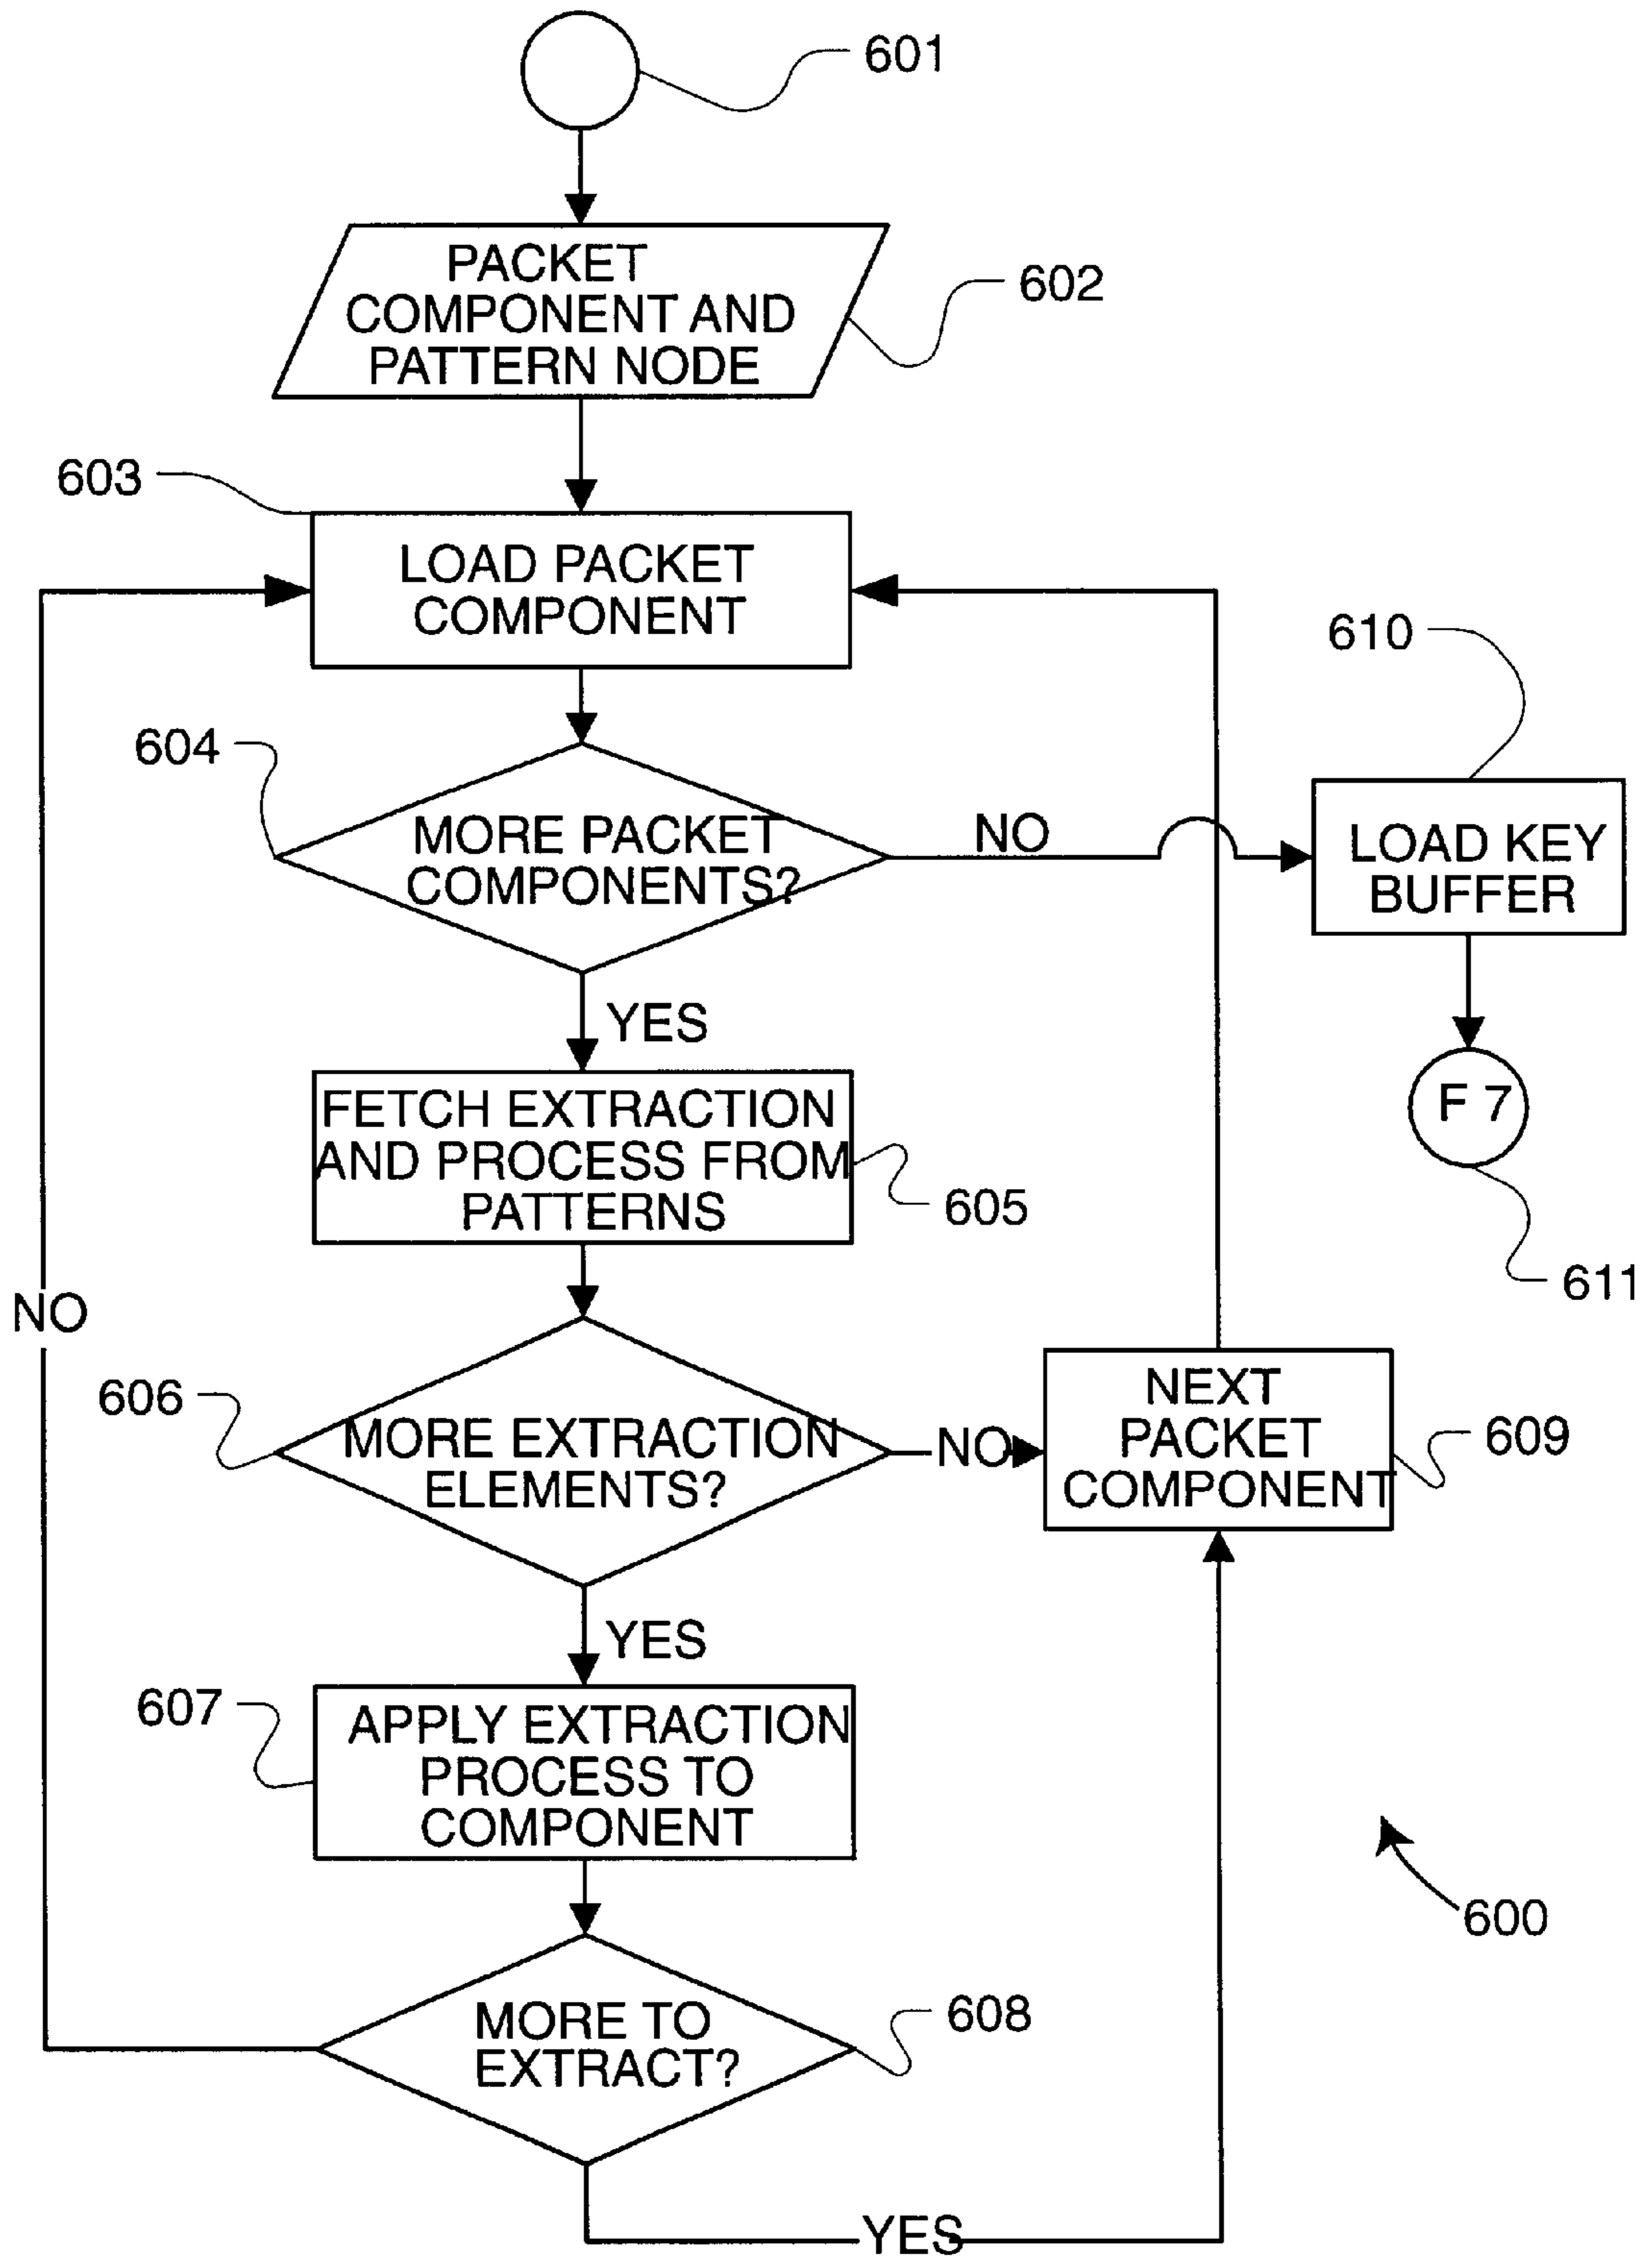 601
PACKET
COMPONENT AND
PATTERN NODE
602
603
LOAD PACKET
COMPONENT
610
604
MORE PACKET
COMPONENTS?
NO
LOAD KEY
BUFFER
YES
F 7
FETCH EXTRACTION
AND PROCESS FROM
PATTERNS
605
611
NO
606
MORE EXTRACTION
ELEMENTS?
NO
NEXT
PACKET
COMPONENT
609
YES
607
APPLY EXTRACTION
PROCESS TO
COMPONENT
600
MORE TO
EXTRACT?
608
YES